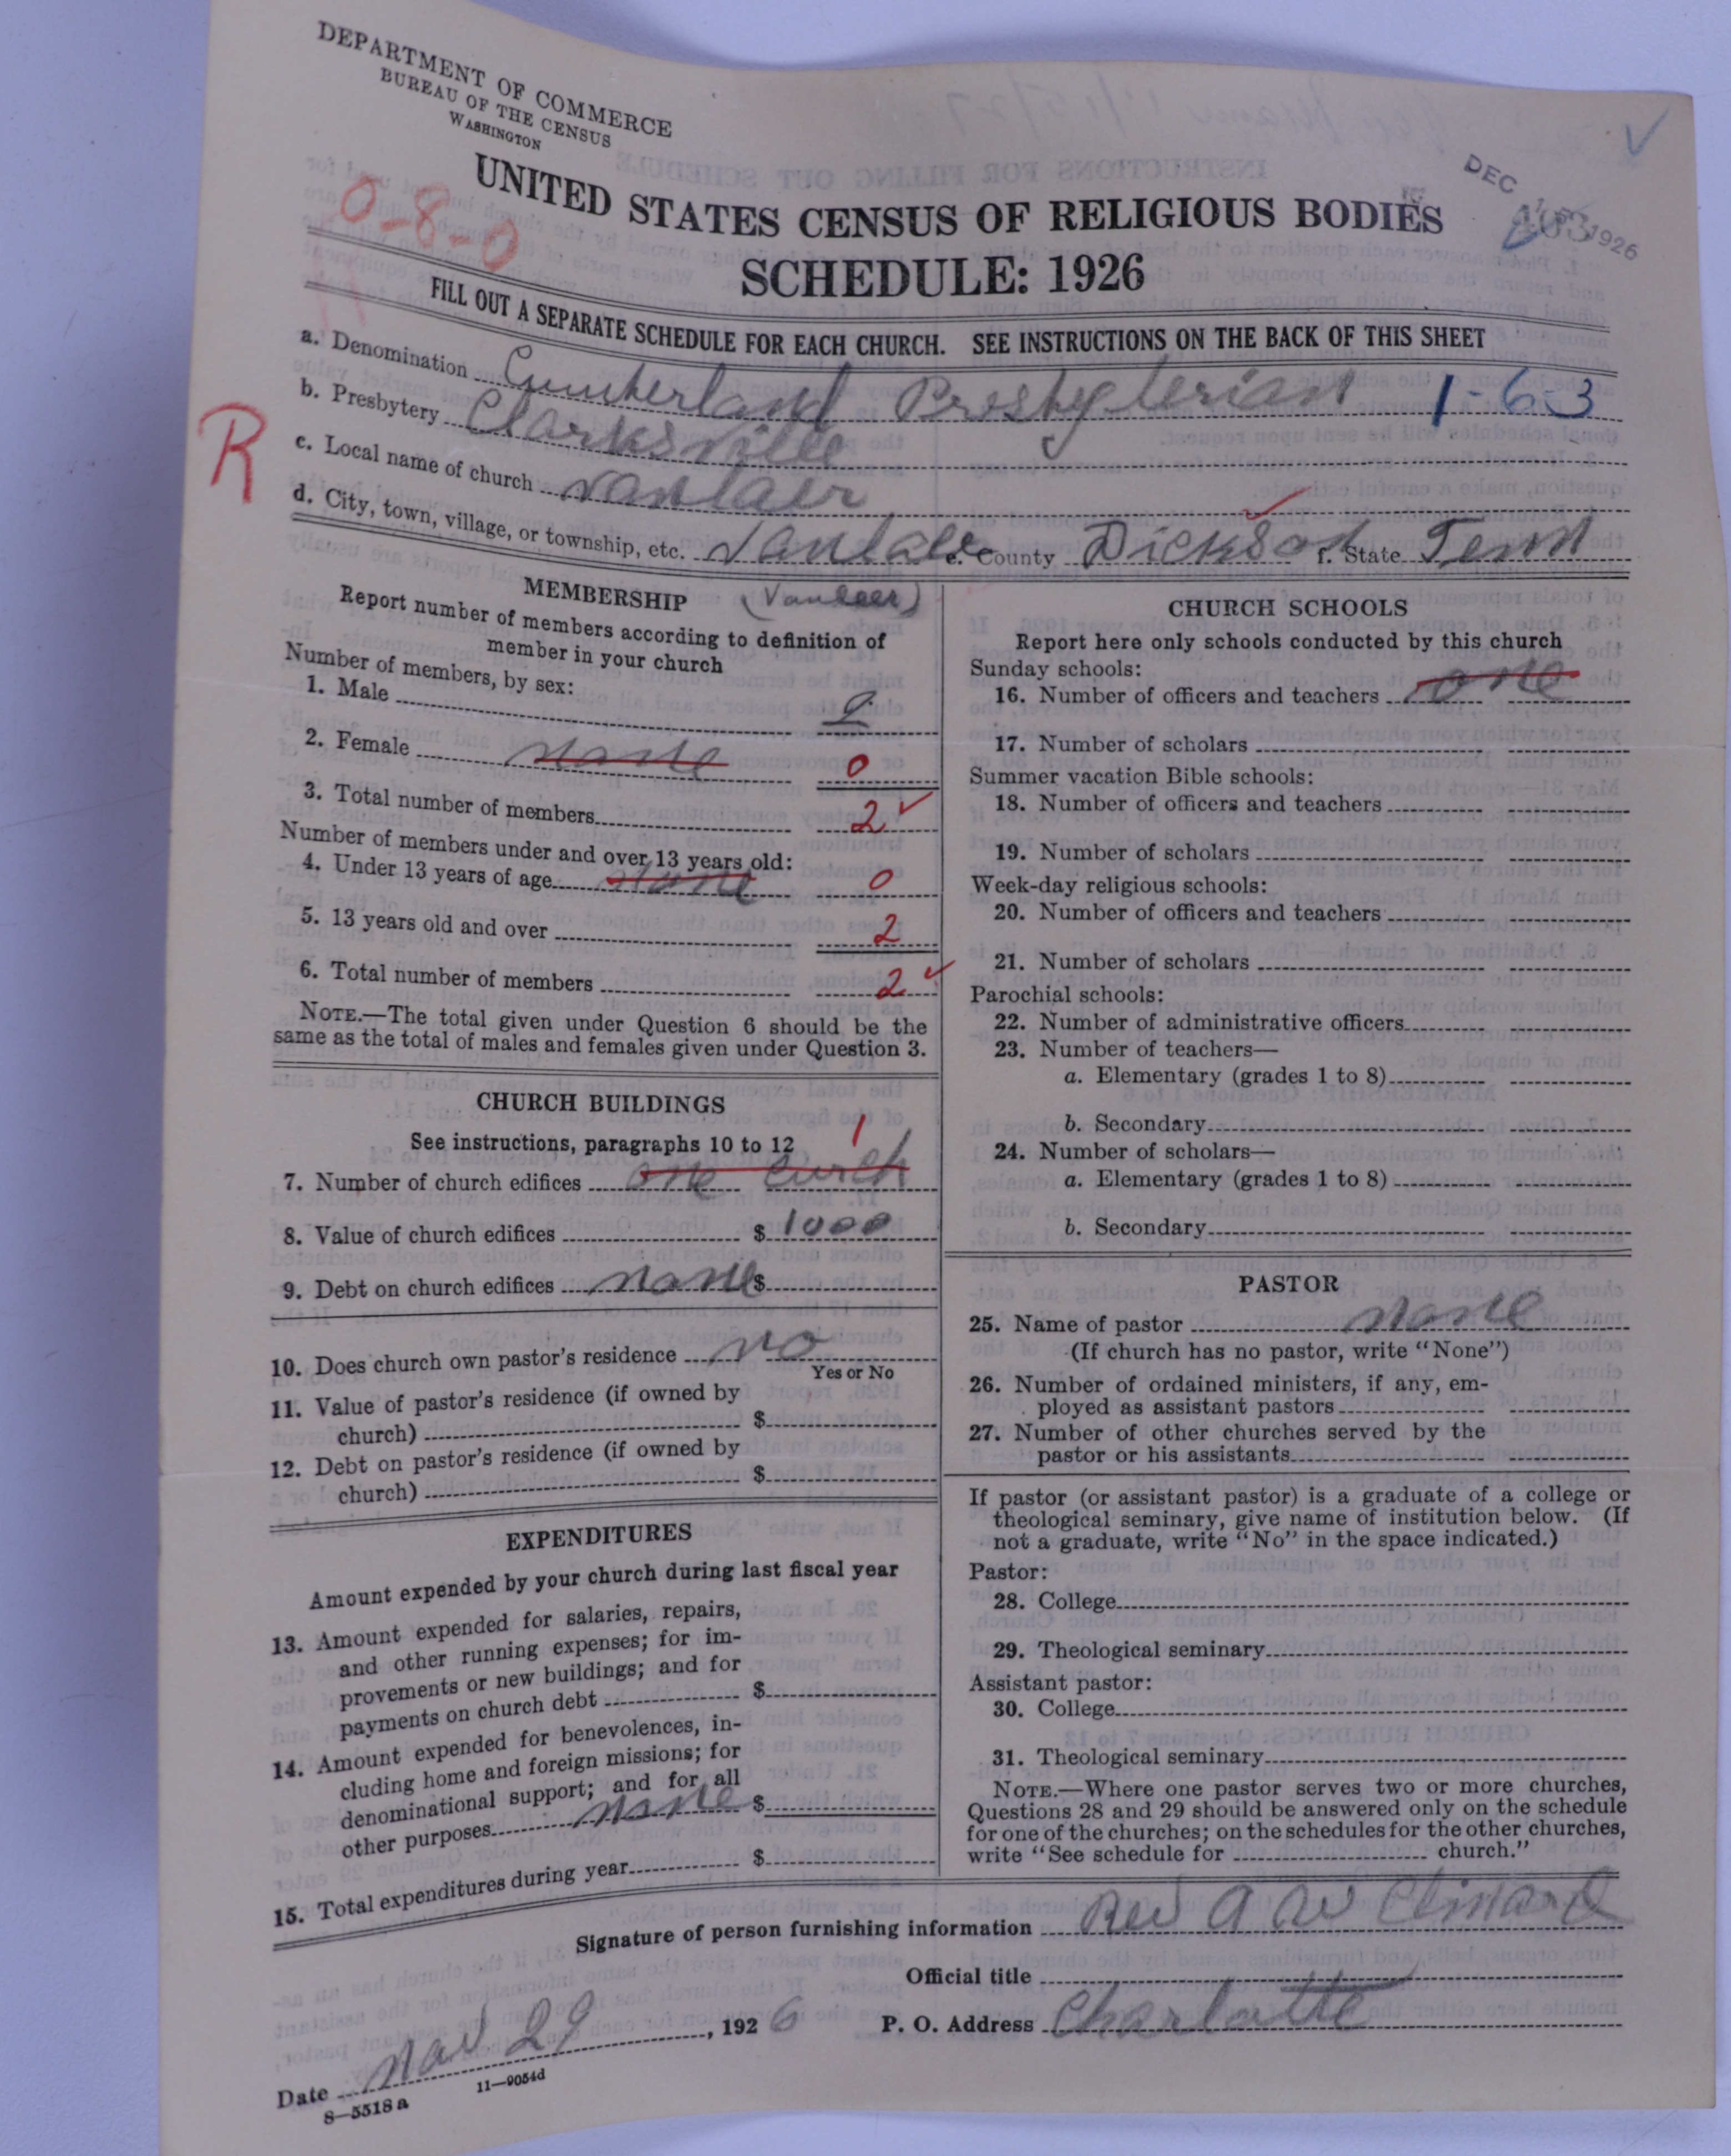 DEPARTMENT OF COMMERCE
BUREAU OF THE CENSUS
WASHINGTON
UNITED STATES CENSUS OF RELIGIOUS BODIES
SCHEDULE: 1926
0-8-0
DEC
1926
FILL OUT A SEPARATE SCHEDULE FOR EACH CHURCH. SEE INSTRUCTIONS ON THE BACK OF THIS SHEET
a. Denomination Cumberland Presbyterian 1-6-3
b. Presbytery Clarksville
R
c. Local name of church Vanlaer
d. City, town, village, or township, etc. Vanlaer e. County Dickson f. State Tenn
(Vanleer)
MEMBERSHIP
Report number of members according to definition of
member in your church
Number of members, by sex:
1. Male 2
2. Female none 0
3. Total number of members 2
Number of members under and over 13 years old:
4. Under 13 years of age none 0
5. 13 years old and over 2
6. Total number of members 2
NOTE.—The total given under Question 6 should be the
same as the total of males and females given under Question 3.
CHURCH BUILDINGS
See instructions, paragraphs 10 to 12
1
7. Number of church edifices one curch
8. Value of church edifices $ 1000
9. Debt on church edifices none $
10. Does church own pastor's residence no
Yes or No
11. Value of pastor's residence (if owned by
church) $
12. Debt on pastor's residence (if owned by
church) $
EXPENDITURES
Amount expended by your church during last fiscal year
13. Amount expended for salaries, repairs,
and other running expenses; for im-
provements or new buildings; and for
payments on church debt $
14. Amount expended for benevolences, in-
cluding home and foreign missions; for
denominational support; and for all
other purposes none $
15. Total expenditures during year $
CHURCH SCHOOLS
Report here only schools conducted by this church
Sunday schools:
16. Number of officers and teachers one
17. Number of scholars
Summer vacation Bible schools:
18. Number of officers and teachers
19. Number of scholars
Week-day religious schools:
20. Number of officers and teachers
21. Number of scholars
Parochial schools:
22. Number of administrative officers
23. Number of teachers—
a. Elementary (grades 1 to 8)
b. Secondary
24. Number of scholars—
a. Elementary (grades 1 to 8)
b. Secondary
PASTOR
25. Name of pastor none
(If church has no pastor, write "None")
26. Number of ordained ministers, if any, em-
ployed as assistant pastors
27. Number of other churches served by the
pastor or his assistants
If pastor (or assistant pastor) is a graduate of a college or
theological seminary, give name of institution below. (If
not a graduate, write "No" in the space indicated.)
Pastor:
28. College
29. Theological seminary
Assistant pastor:
30. College
31. Theological seminary
NOTE.—Where one pastor serves two or more churches,
Questions 28 and 29 should be answered only on the schedule
for one of the churches; on the schedules for the other churches,
write "See schedule for church."
Signature of person furnishing information Rev A W Climard
Official title
Date Nov 29, 1926 P. O. Address Charlotte
8—5518 a 11—9054d